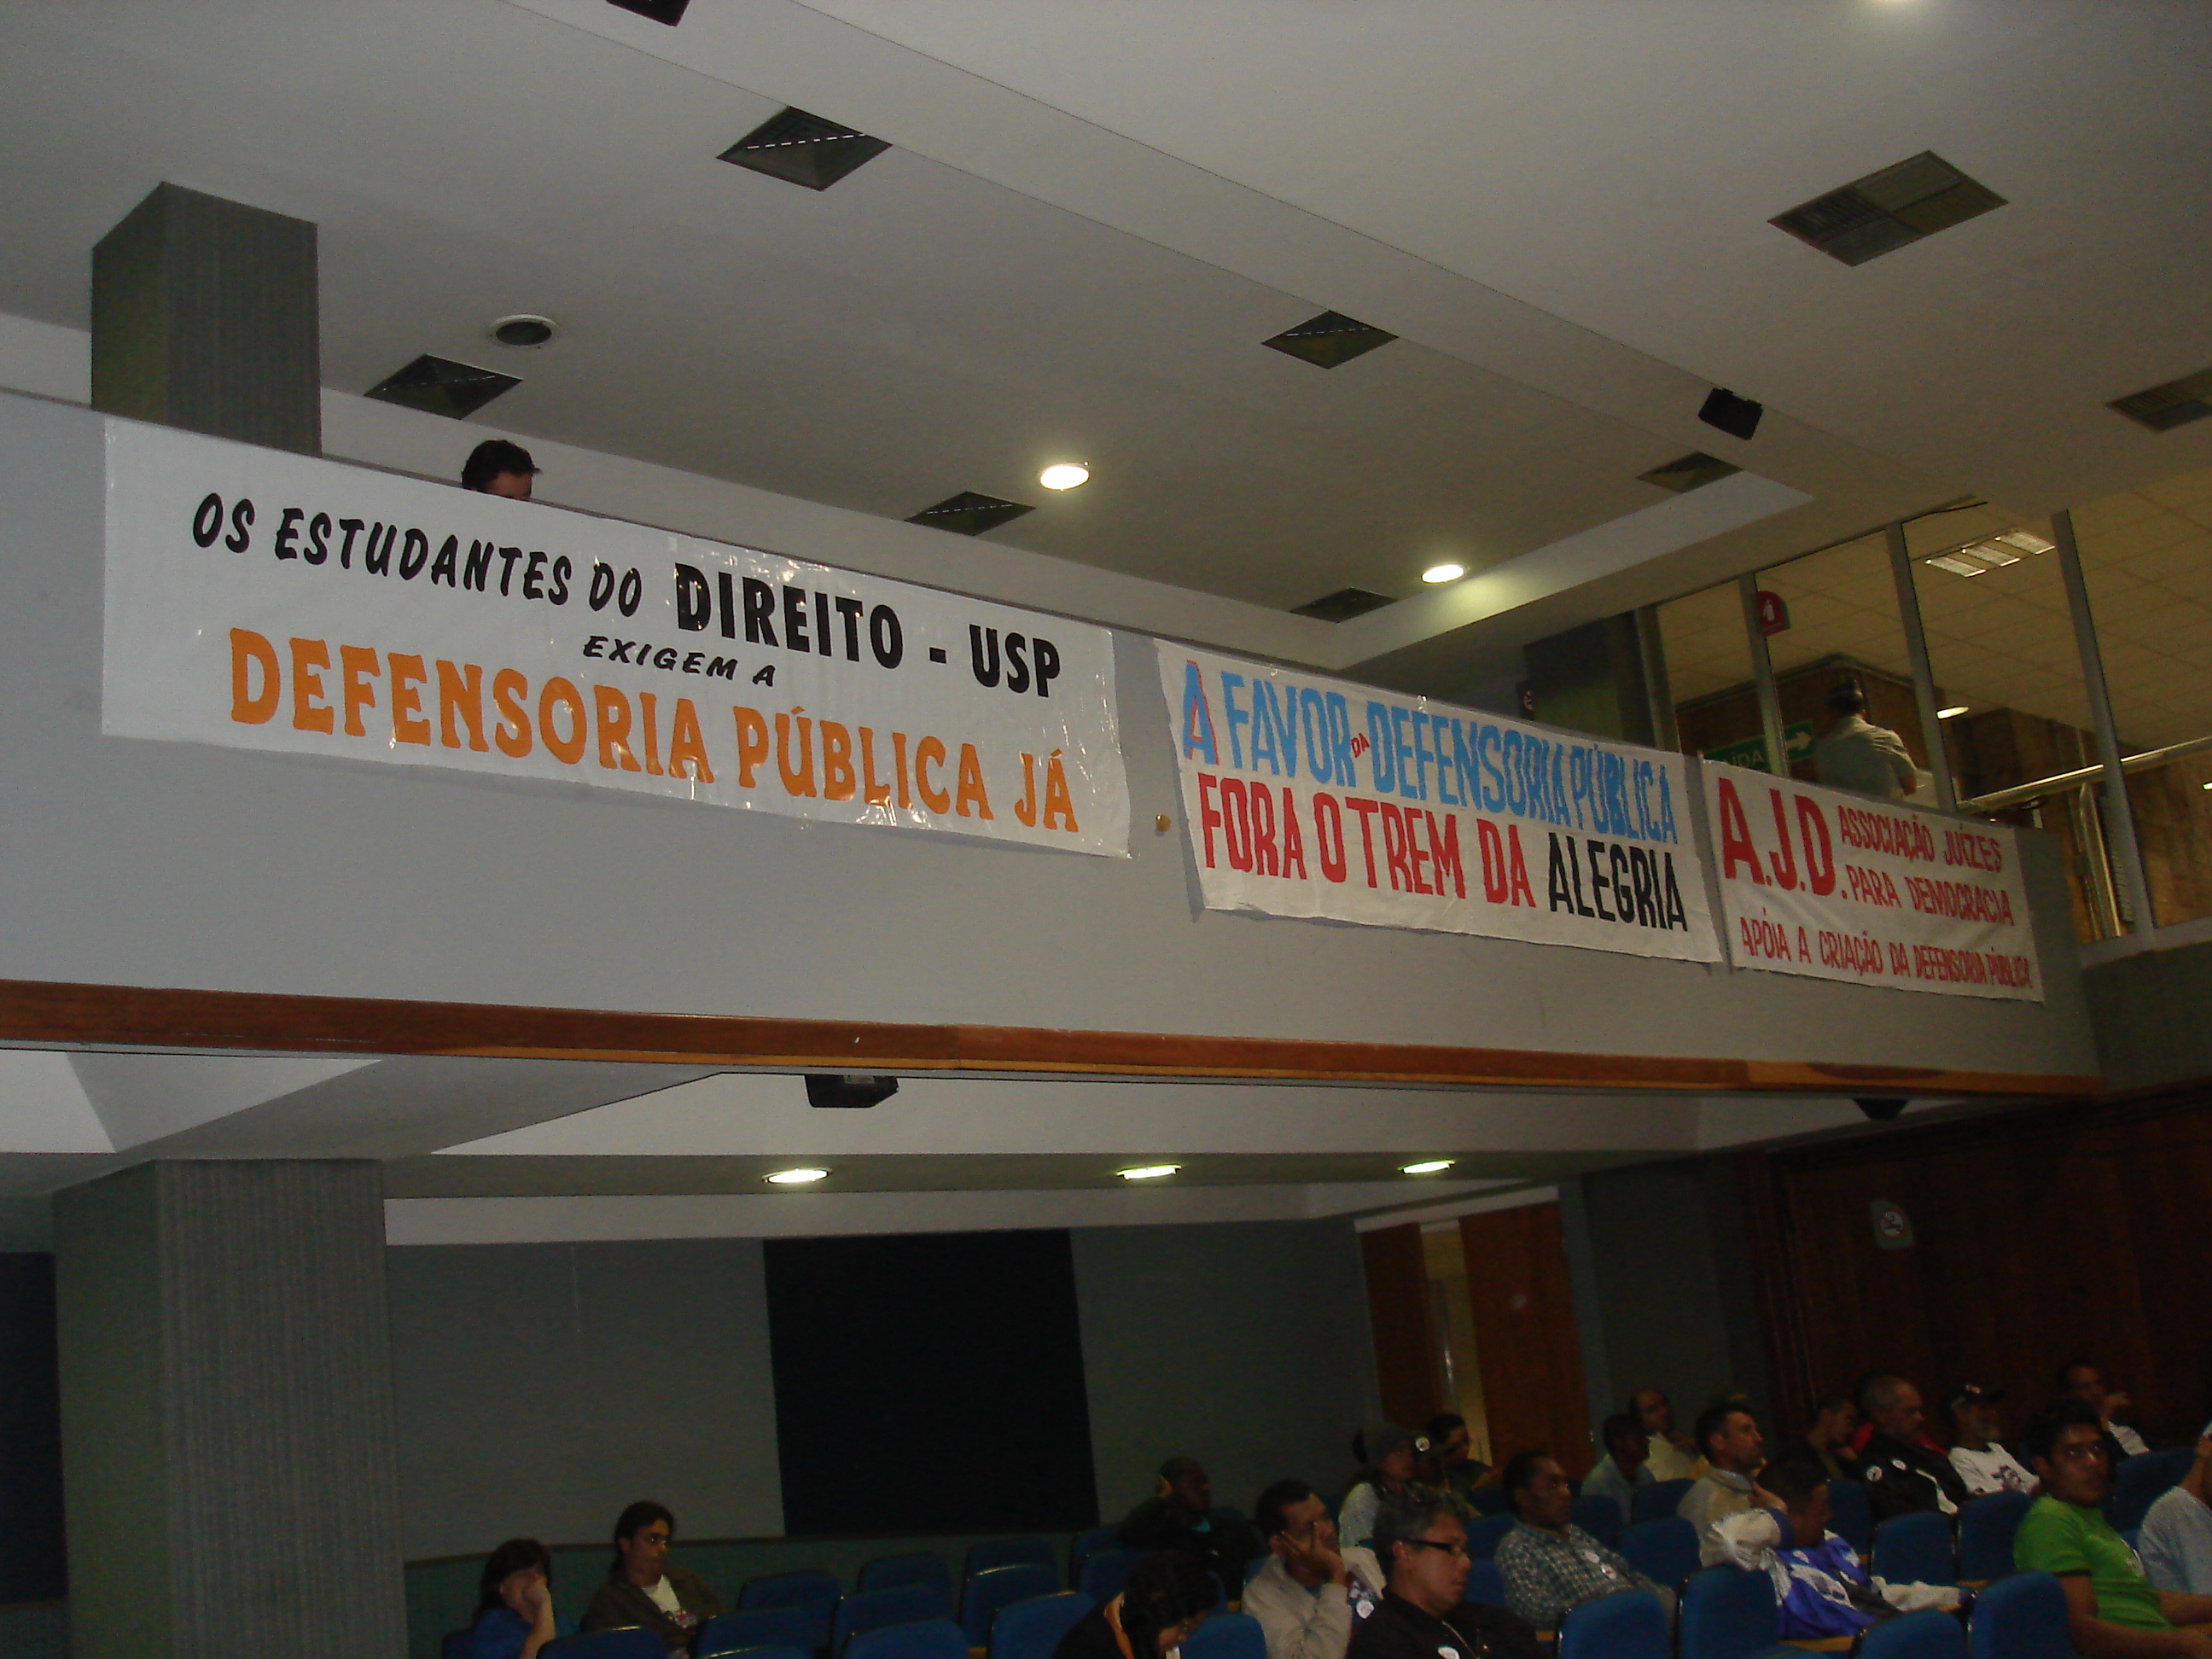 OS ESTUDANTES DO DIREITO - USP
EXIGEM A
DEFENSORIA PÚBLICA JÁ
A FAVOR DA DEFENSORIA PÚBLICA
FORA O TREM DA ALEGRIA
A.J.D. ASSOCIAÇÃO JUÍZES
PARA DEMOCRACIA
APÓIA A CRIAÇÃO DA DEFENSORIA PÚBLICA